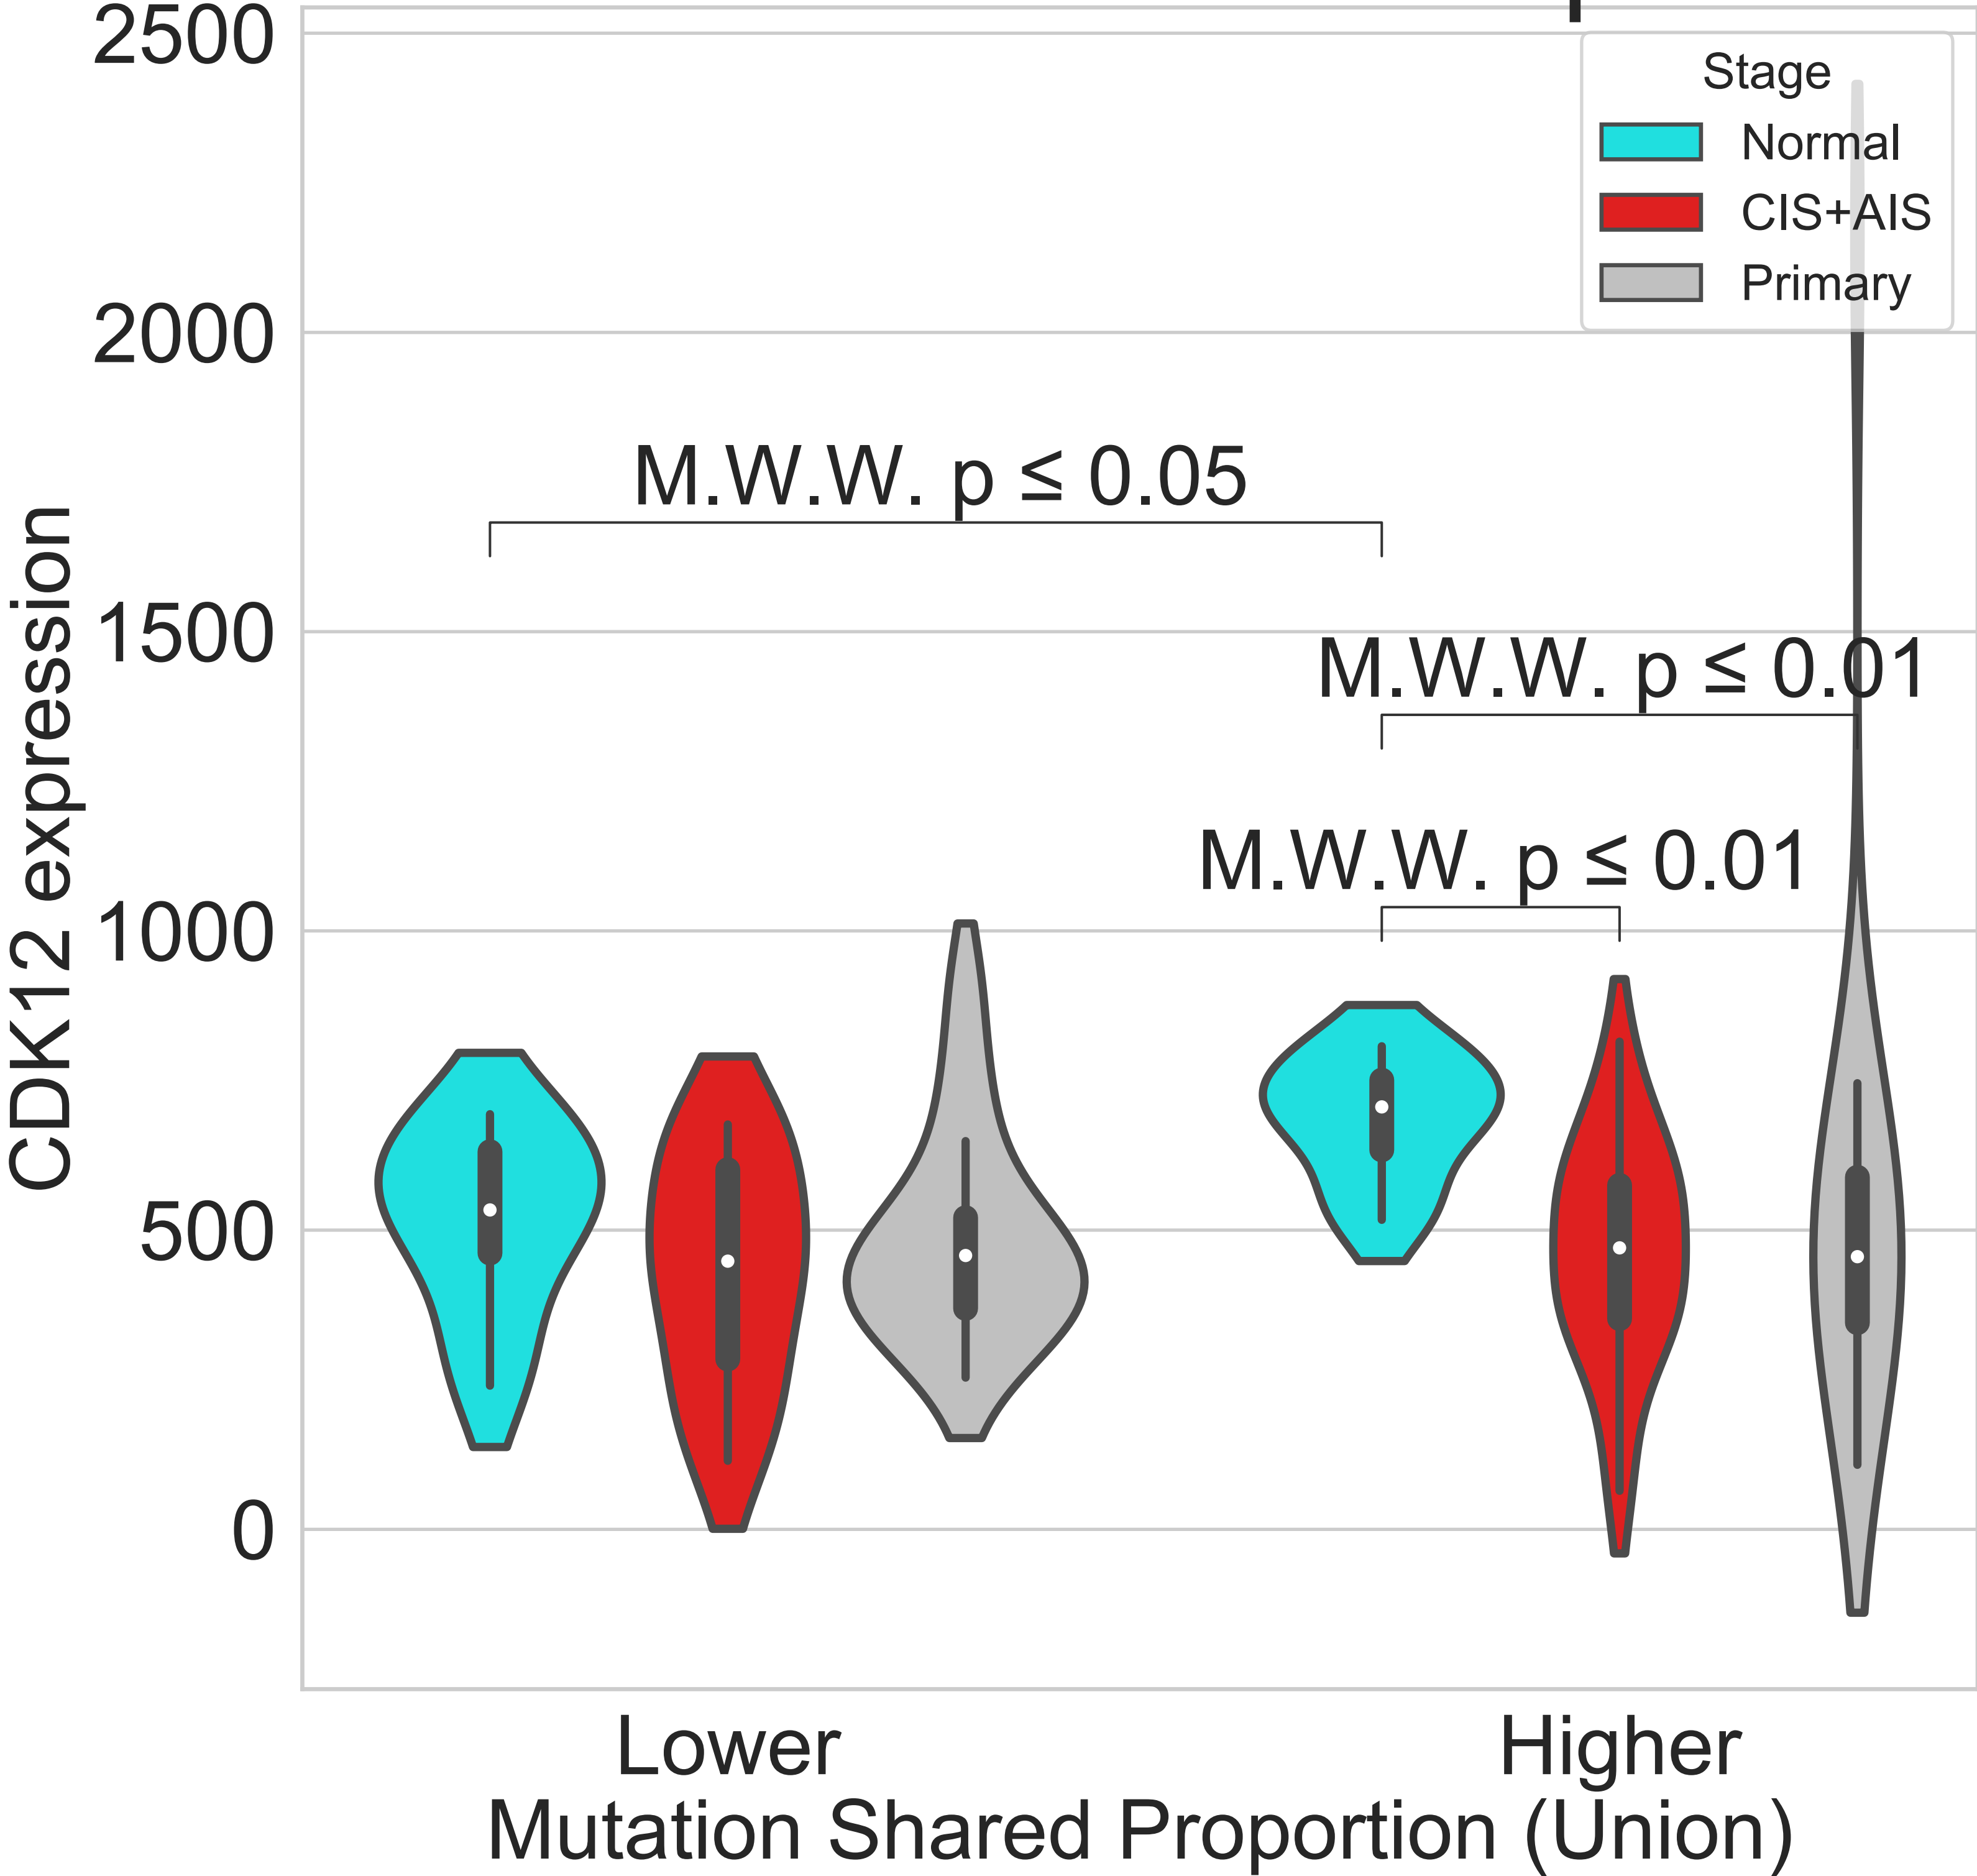 2500
2000
1500
1000
500
0
CDK12 expression
Stage
Normal
CIS+AIS
Primary
M.W.W. p ≤ 0.05
M.W.W. p ≤ 0.01
M.W.W. p ≤ 0.01
Lower
Higher
Mutation Shared Proportion (Union)